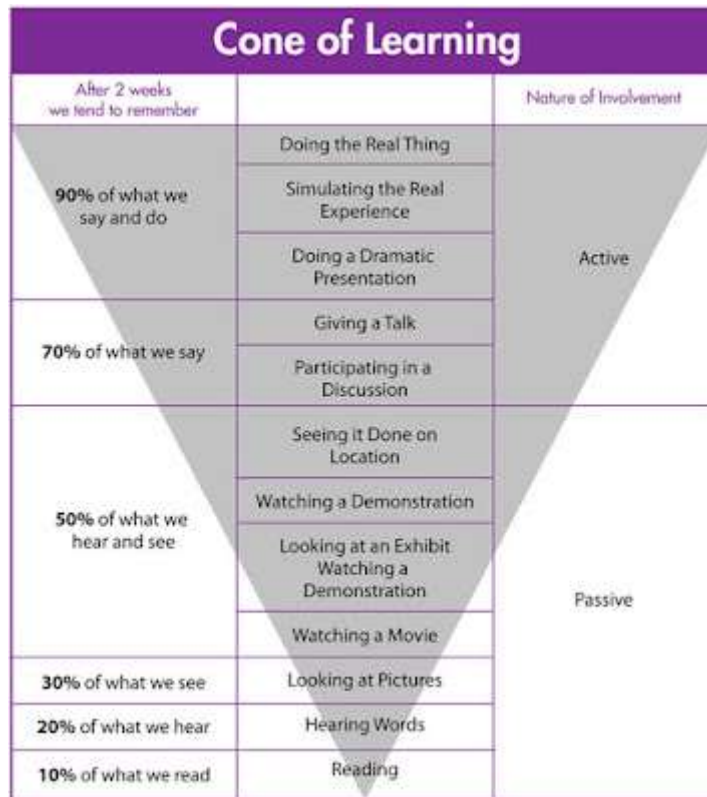 Cone of Learning
After 2 weeks
we tend to remember
Nature of Involvement
90% of what we
say and do
Doing the Real Thing
Simulating the Real
Experience
Doing a Dramatic
Presentation
Active
70% of what we say
Giving a Talk
Participating in a
Discussion
50% of what we
hear and see
Seeing it Done on
Location
Watching a Demonstration
Looking at an Exhibit
Watching a
Demonstration
Watching a Movie
Passive
30% of what we see
Looking at Pictures
20% of what we hear
Hearing Words
10% of what we read
Reading